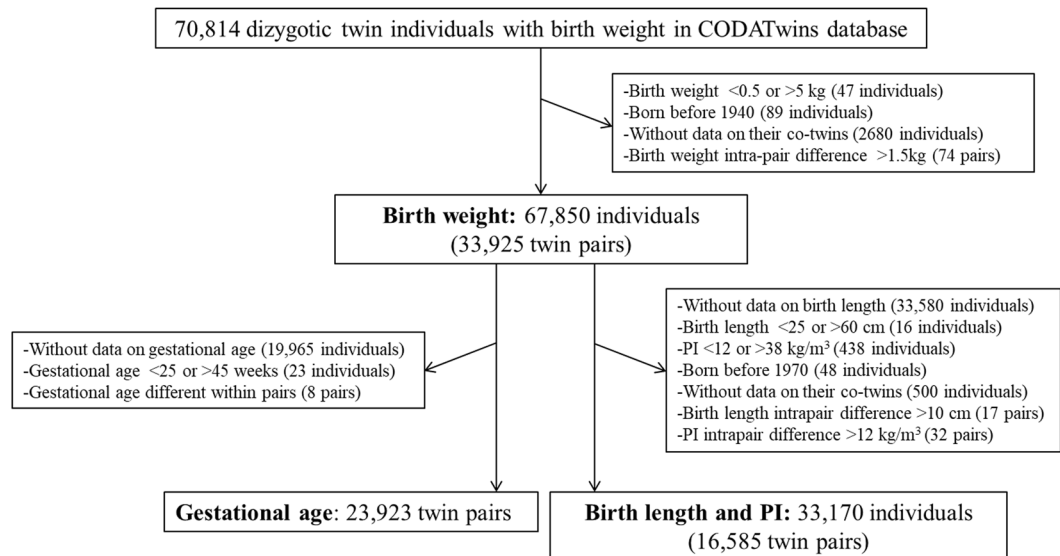 70,814 dizygotic twin individuals with birth weight in CODATwins database
-Birth weight <0.5 or >5 kg (47 individuals)
-Born before 1940 (89 individuals)
-Without data on their co-twins (2680 individuals)
-Birth weight intra-pair difference >1.5kg (74 pairs)
Birth weight: 67,850 individuals
(33,925 twin pairs)
-Without data on gestational age (19,965 individuals)
-Gestational age <25 or >45 weeks (23 individuals)
-Gestational age different within pairs (8 pairs)
-Without data on birth length (33,580 individuals)
-Birth length <25 or >60 cm (16 individuals)
-PI <12 or >38 kg/m³ (438 individuals)
-Born before 1970 (48 individuals)
-Without data on their co-twins (500 individuals)
-Birth length intrapair difference >10 cm (17 pairs)
-PI intrapair difference >12 kg/m³ (32 pairs)
Gestational age: 23,923 twin pairs
Birth length and PI: 33,170 individuals
(16,585 twin pairs)